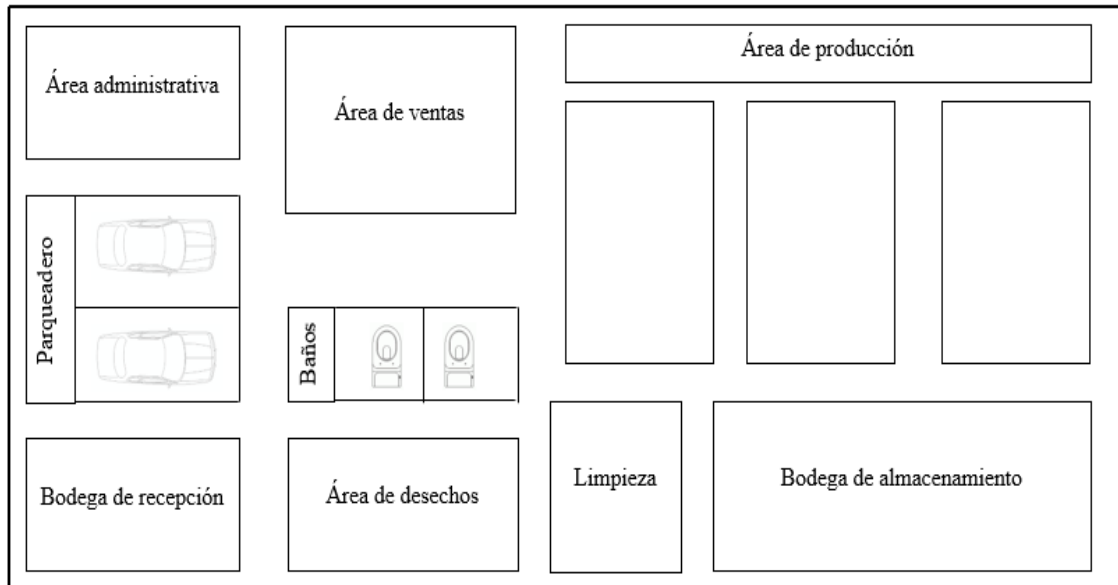 Área administrativa
Área de ventas
Área de producción
Parqueadero
Baños
Bodega de recepción
Área de desechos
Limpieza
Bodega de almacenamiento